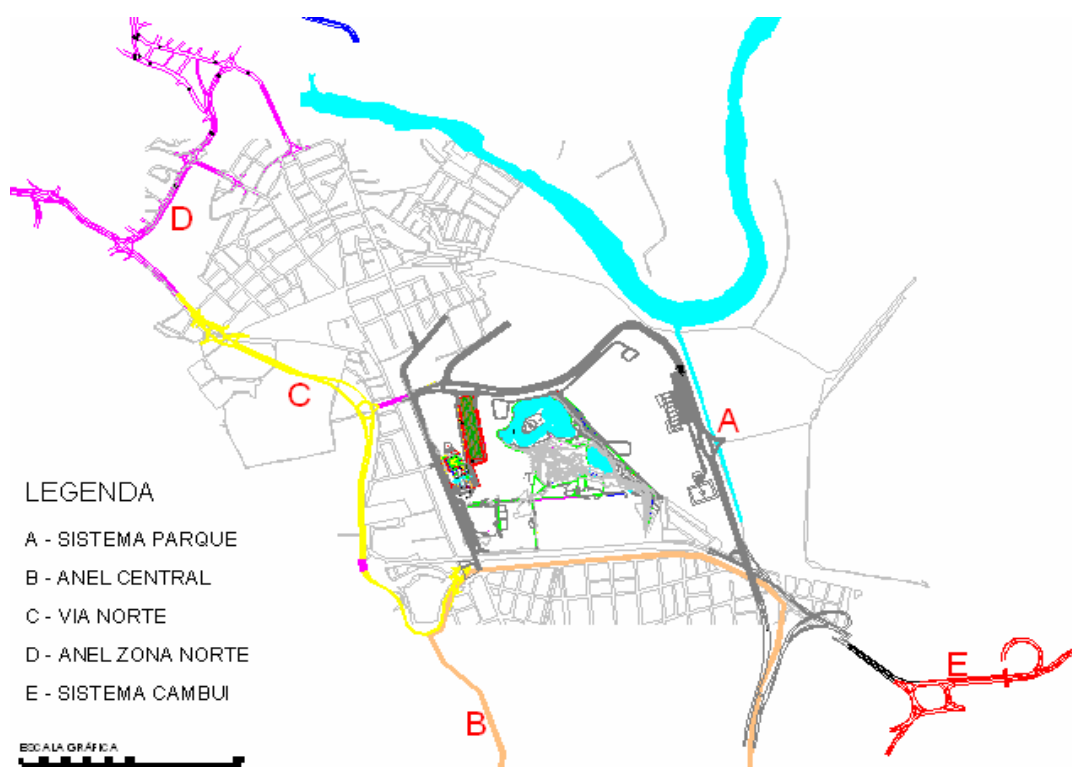 D
C
A
LEGENDA
A - SISTEMA PARQUE
B - ANEL CENTRAL
C - VIA NORTE
D - ANEL ZONA NORTE
E - SISTEMA CAMBUI
E
B
ESCALA GRÁFICA